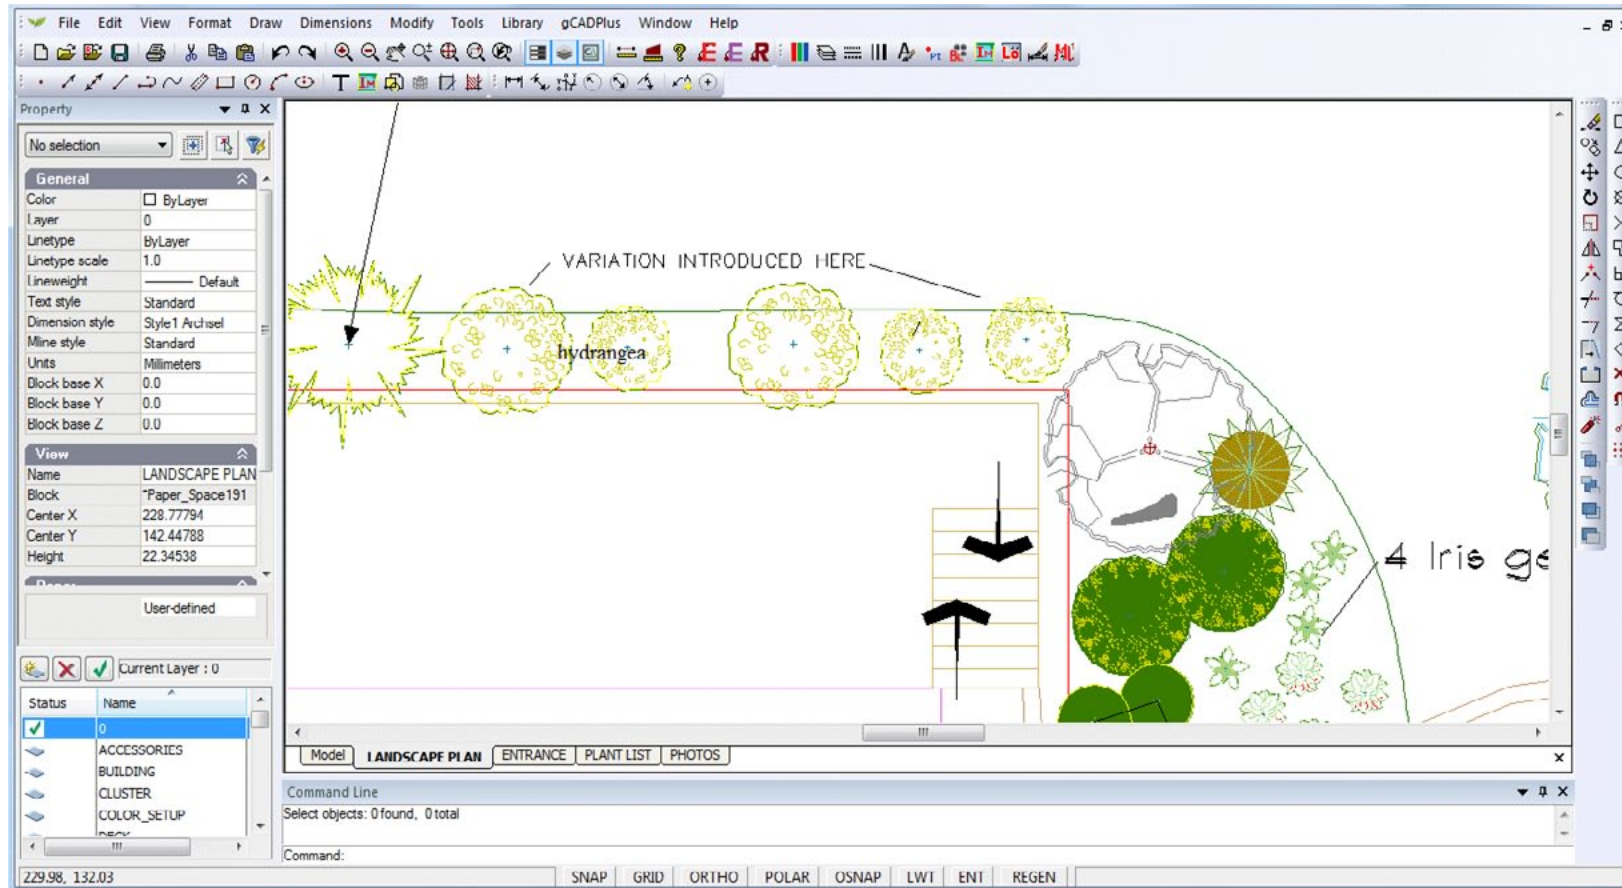 File Edit View Format Draw Dimensions Modify Tools Library gCADPlus Window Help
Property
No selection
General
Color ByLayer
Layer 0
Linetype ByLayer
Linetype scale 1.0
Lineweight Default
Text style Standard
Dimension style Style1 Archsel
Mline style Standard
Units Millimeters
Block base X 0.0
Block base Y 0.0
Block base Z 0.0
View
Name LANDSCAPE PLAN
Block
Center X 228.77794
Center Y 142.44788
Height 22.34538
User-defined
Current Layer : 0
Status Name
0
ACCESSORIES
BUILDING
CLUSTER
COLOR_SETUP
DECK
VARIATION INTRODUCED HERE
hydrangea
4 Iris ge
Model LANDSCAPE PLAN ENTRANCE PLANT LIST PHOTOS
Command Line
Select objects: 0 found, 0 total
Command:
229.98, 132.03 SNAP GRID ORTHO POLAR OSNAP LWT ENT REGEN